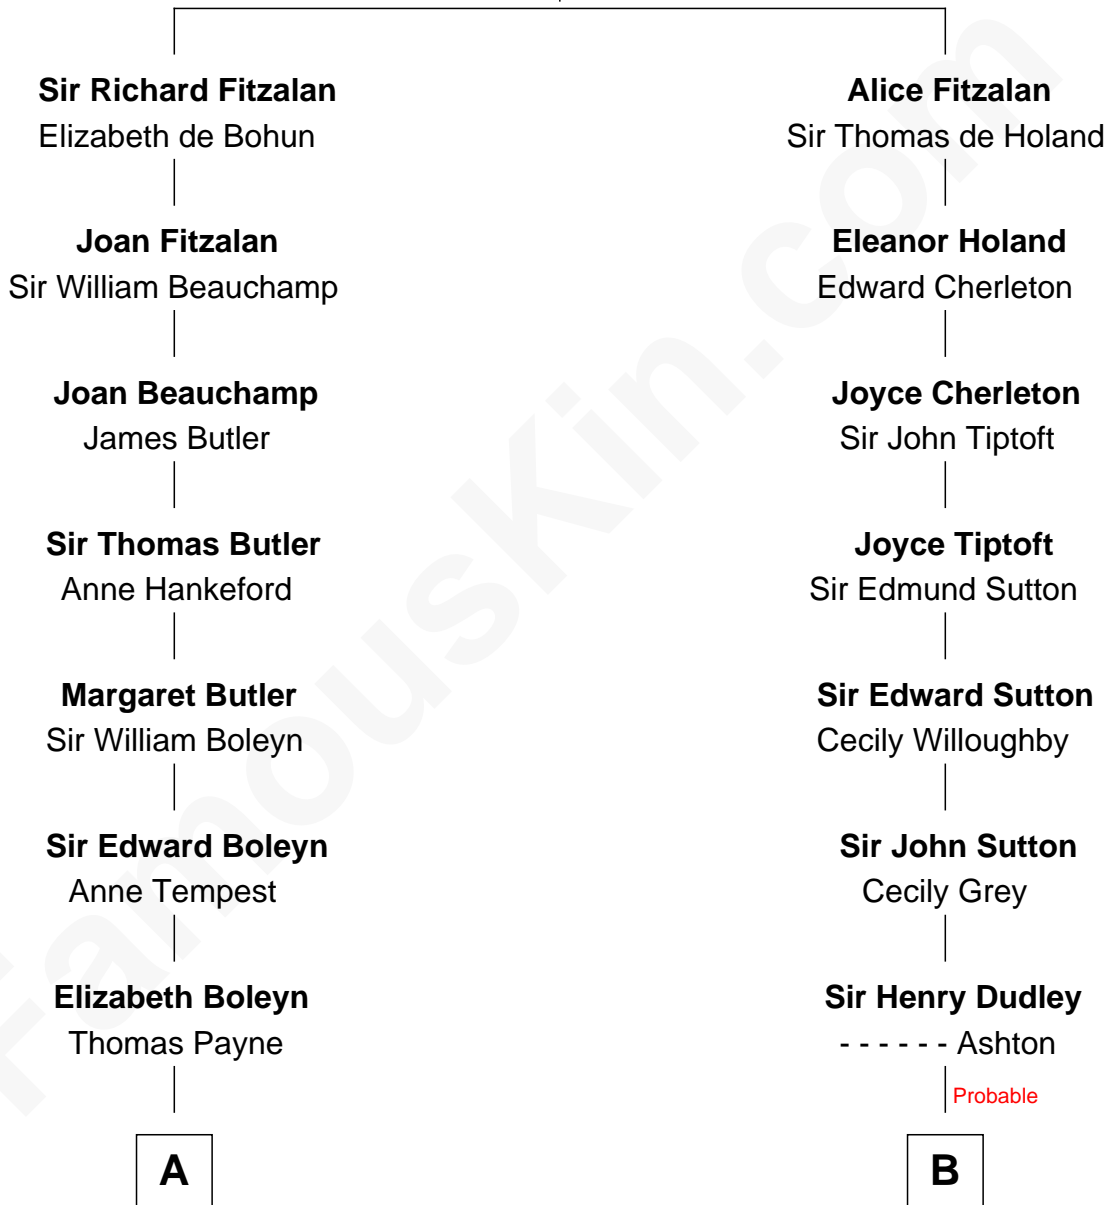 Sir Richard Fitzalan
Elizabeth de Bohun
Joan Fitzalan
Sir William Beauchamp
Joan Beauchamp
James Butler
Sir Thomas Butler
Anne Hankeford
Margaret Butler
Sir William Boleyn
Sir Edward Boleyn
Anne Tempest
Elizabeth Boleyn
Thomas Payne
A
Alice Fitzalan
Sir Thomas de Holand
Eleanor Holand
Edward Cherleton
Joyce Cherleton
Sir John Tiptoft
Joyce Tiptoft
Sir Edmund Sutton
Sir Edward Sutton
Cecily Willoughby
Sir John Sutton
Cecily Grey
Sir Henry Dudley
- - - - - - Ashton
Probable
B
FamousKin.com